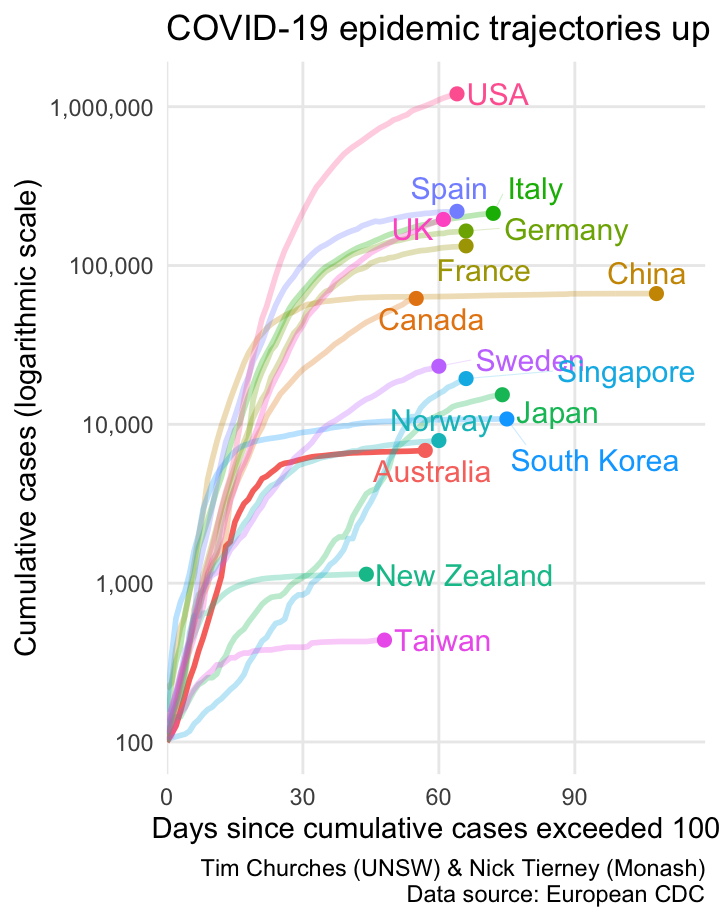 COVID-19 epidemic trajectories up
Cumulative cases (logarithmic scale)
1,000,000
100,000
10,000
1,000
100
USA
Spain
Italy
UK
Germany
France
China
Canada
Sweden
Singapore
Norway
Japan
South Korea
Australia
New Zealand
Taiwan
0
30
60
90
Days since cumulative cases exceeded 100
Tim Churches (UNSW) & Nick Tierney (Monash)
Data source: European CDC